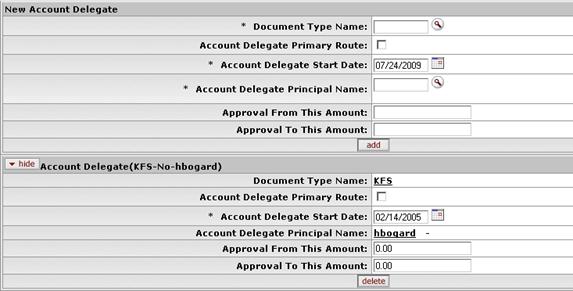 New Account Delegate
* Document Type Name:
Account Delegate Primary Route:
* Account Delegate Start Date: 07/24/2009
* Account Delegate Principal Name:
Approval From This Amount:
Approval To This Amount:
add
hide Account Delegate(KFS-No-hbogard)
Document Type Name: KFS
Account Delegate Primary Route:
* Account Delegate Start Date: 02/14/2005
Account Delegate Principal Name: hbogard -
Approval From This Amount: 0.00
Approval To This Amount: 0.00
delete